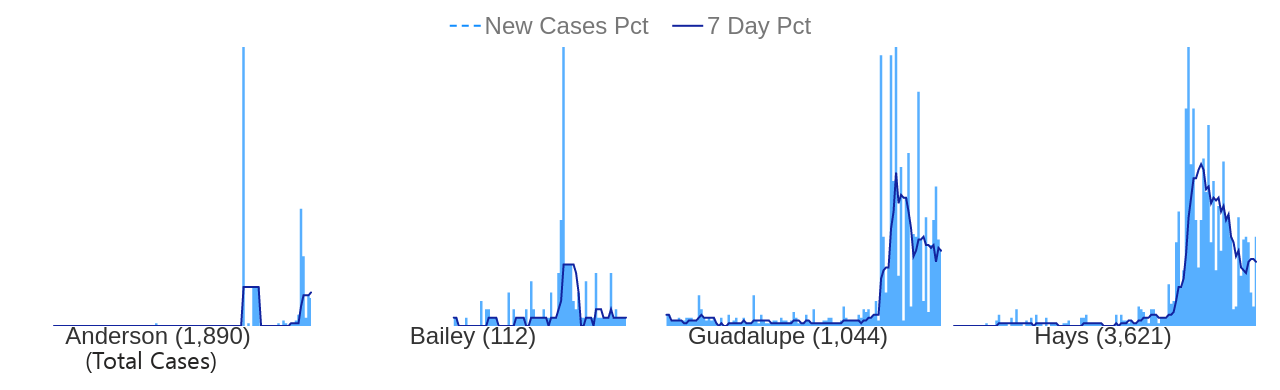 New Cases Pct 7 Day Pct
Anderson (1,890) Bailey (112) Guadalupe (1,044) Hays (3,621)
(Total Cases)